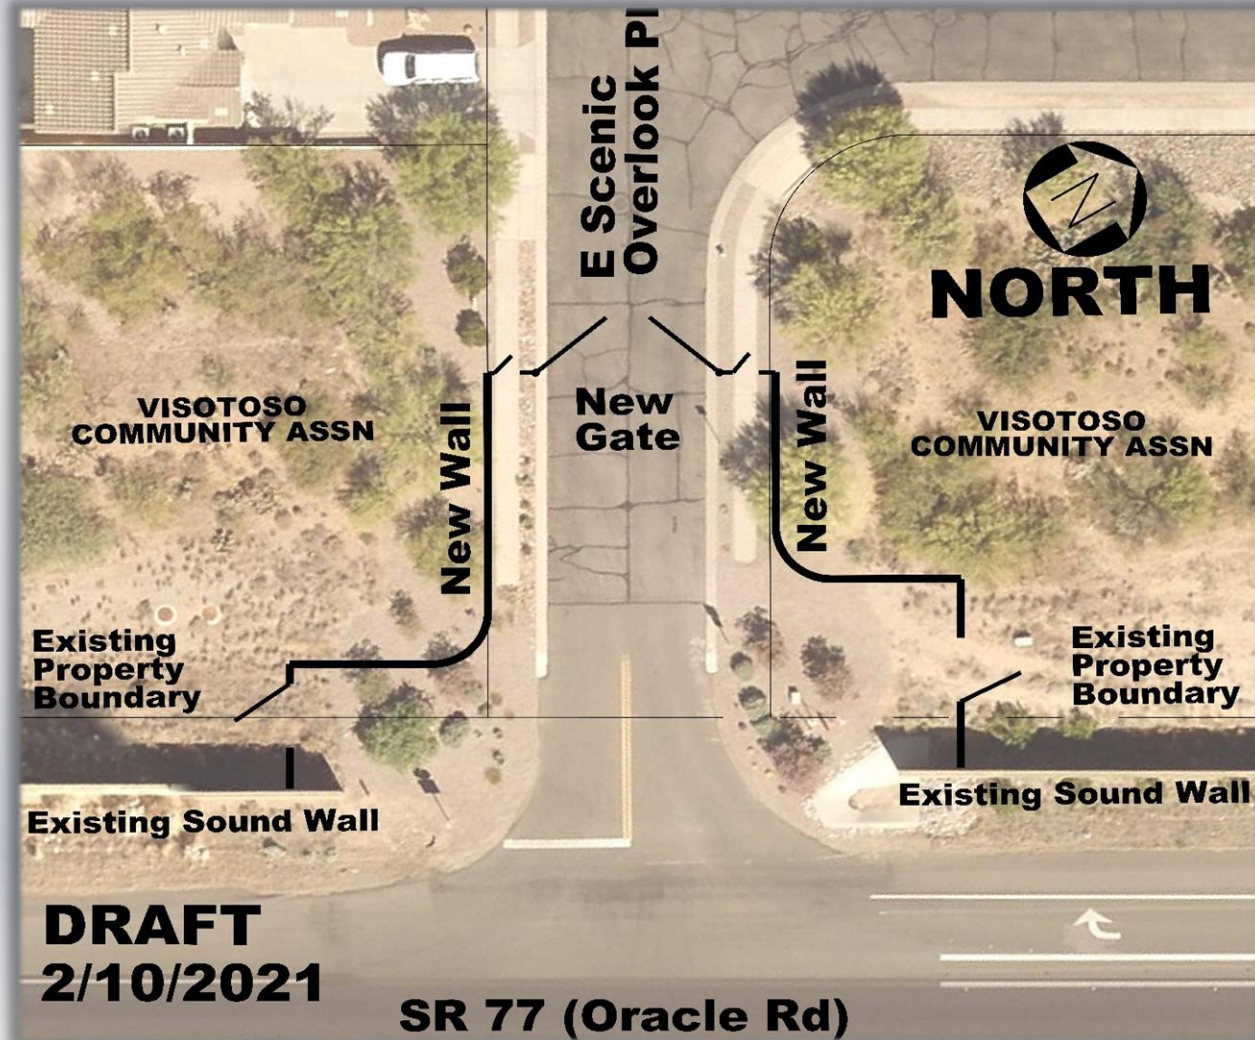 E Scenic
Overlook Pl
N
NORTH
VISOTOSO
COMMUNITY ASSN
New Wall
New
Gate
New Wall
VISOTOSO
COMMUNITY ASSN
Existing
Property
Boundary
Existing
Property
Boundary
Existing Sound Wall
Existing Sound Wall
DRAFT
2/10/2021
SR 77 (Oracle Rd)